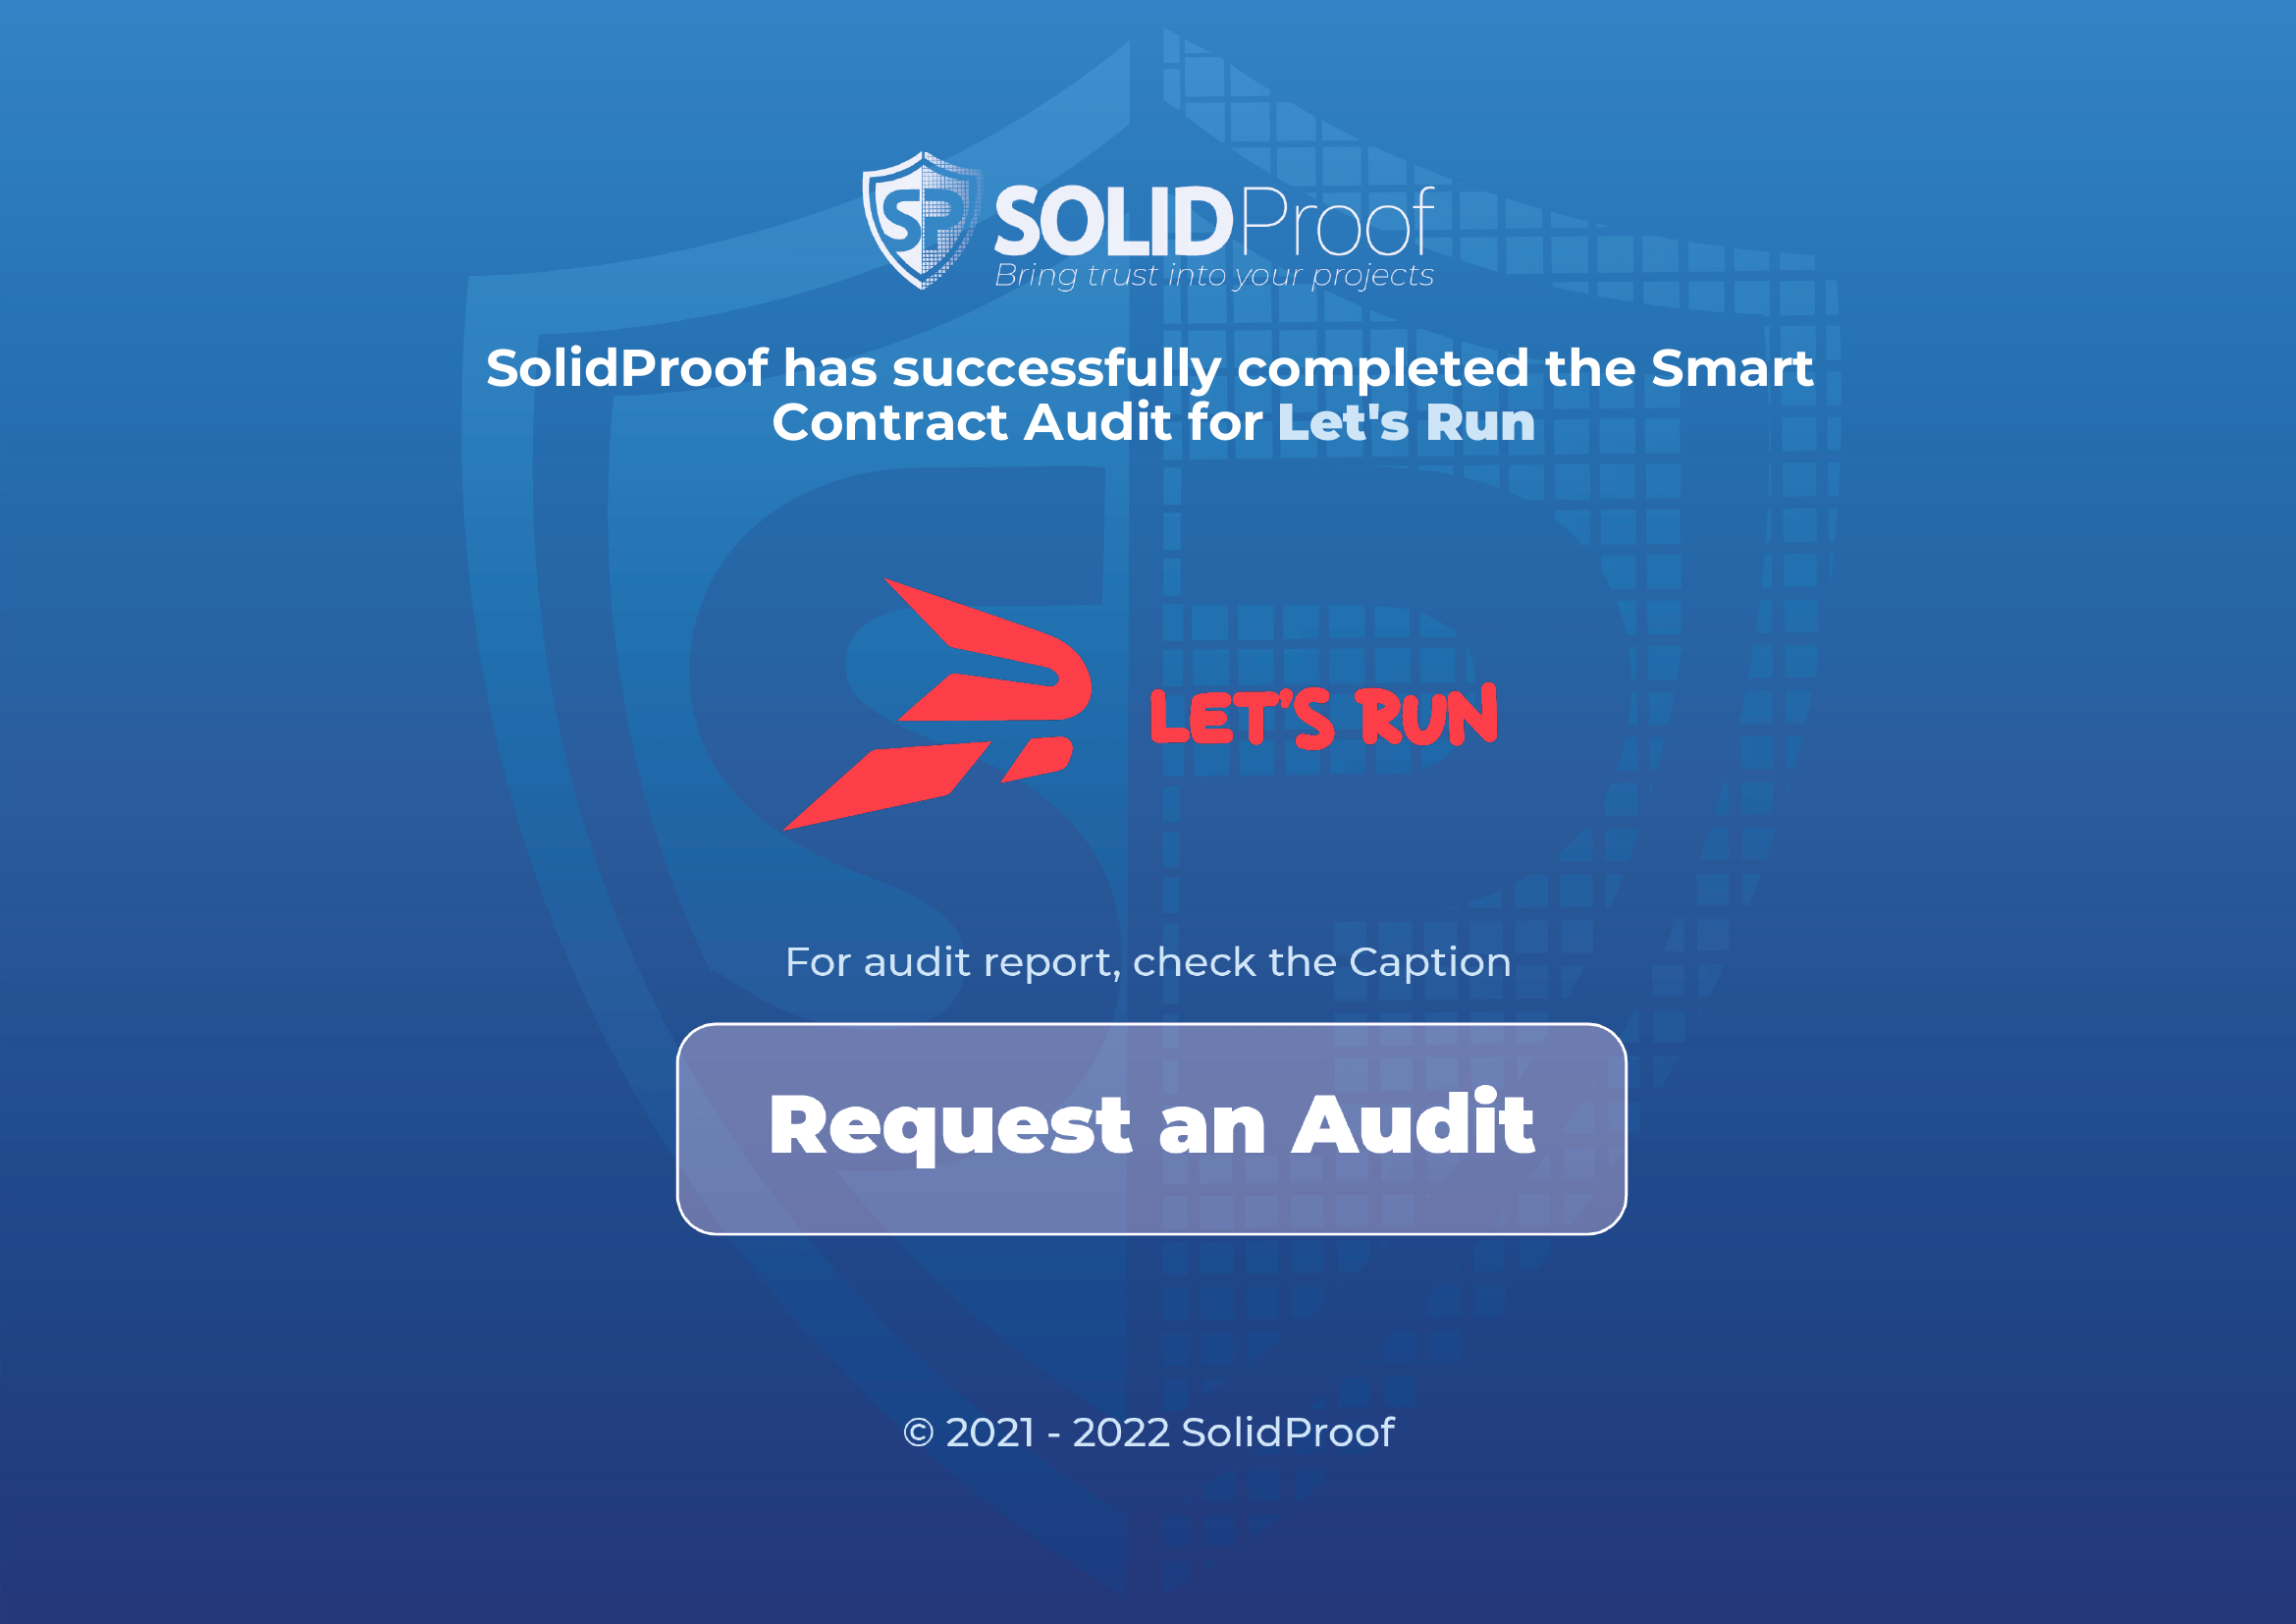 SP SOLIDProof
Bring trust into your projects
SolidProof has successfully completed the Smart
Contract Audit for Let's Run
LET'S RUN
For audit report, check the Caption
Request an Audit
© 2021 - 2022 SolidProof